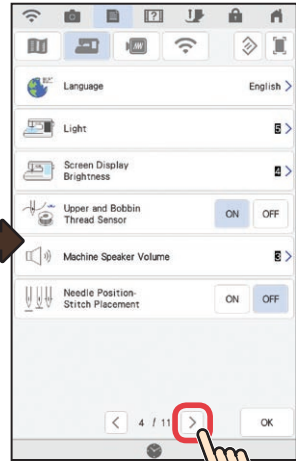 Language English >
Light 5 >
Screen Display
Brightness 4 >
Upper and Bobbin
Thread Sensor ON OFF
Machine Speaker Volume 3 >
Needle Position-
Stitch Placement ON OFF
< 4 / 11 > OK